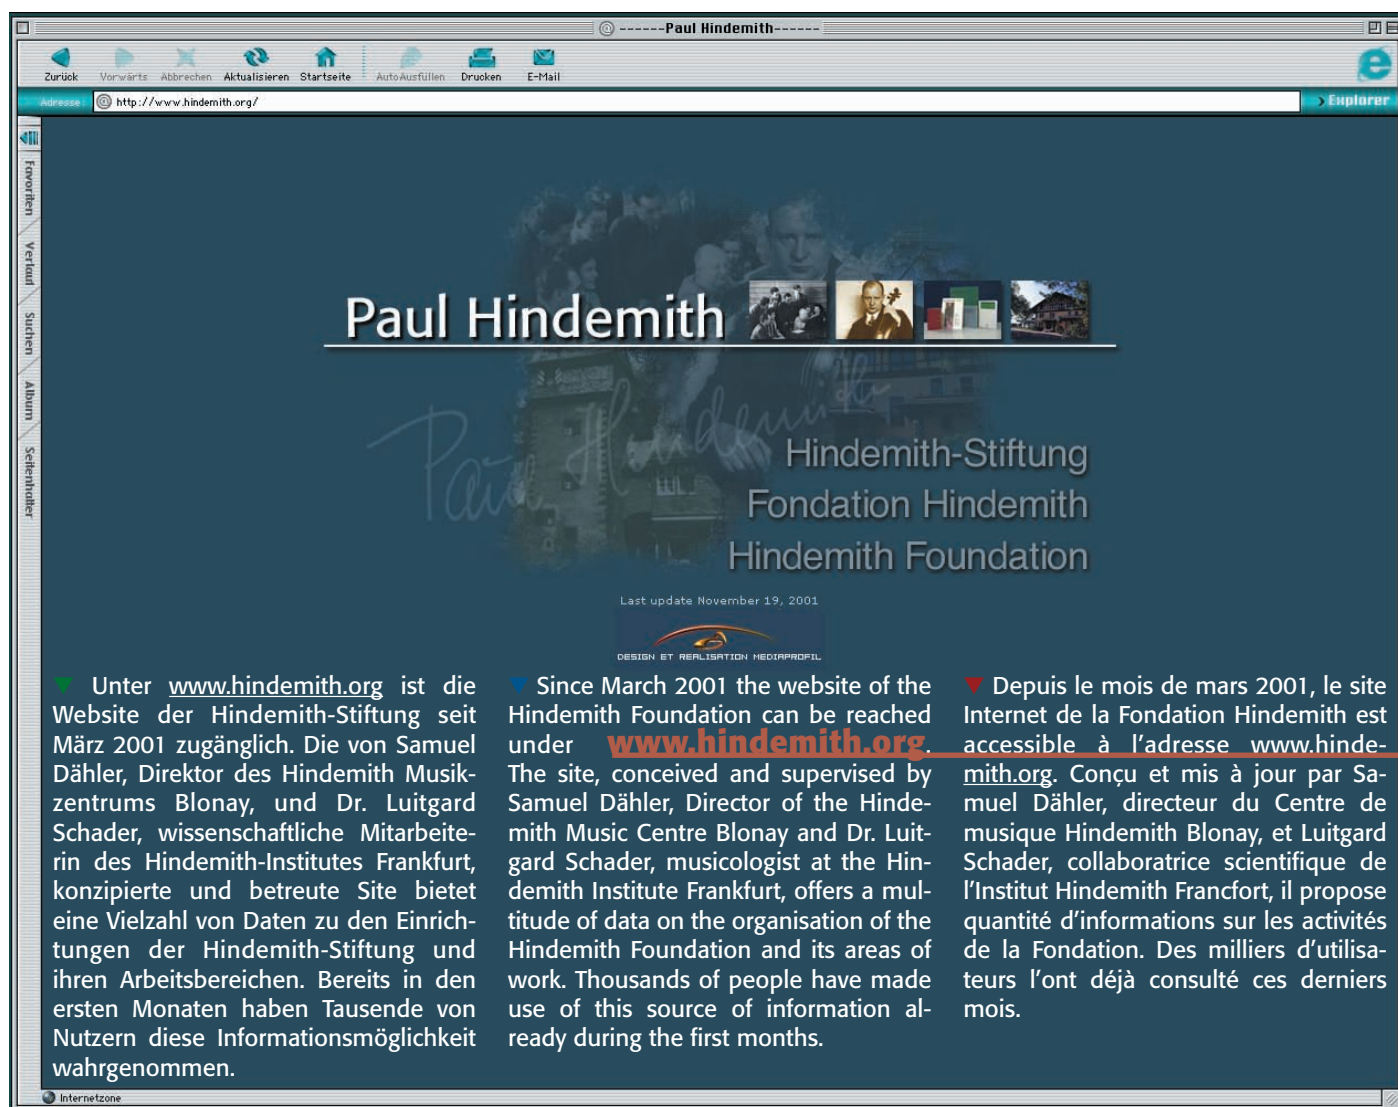 ------Paul Hindemith------
Zurück Vorwärts Abbrechen Aktualisieren Startseite AutoAusfüllen Drucken E-Mail
Adresse: http://www.hindemith.org/ Explorer
Favoriten
Verlauf
Suchen
Album
Seitenhalter
Paul Hindemith
Paul Hindemith
Hindemith-Stiftung
Fondation Hindemith
Hindemith Foundation
Last update November 19, 2001
DESIGN ET REALISATION MEDIAPROFIL
Unter www.hindemith.org ist die
Website der Hindemith-Stiftung seit
März 2001 zugänglich. Die von Samuel
Dähler, Direktor des Hindemith Musik-
zentrums Blonay, und Dr. Luitgard
Schader, wissenschaftliche Mitarbeite-
rin des Hindemith-Institutes Frankfurt,
konzipierte und betreute Site bietet
eine Vielzahl von Daten zu den Einrich-
tungen der Hindemith-Stiftung und
ihren Arbeitsbereichen. Bereits in den
ersten Monaten haben Tausende von
Nutzern diese Informationsmöglichkeit
wahrgenommen.
Since March 2001 the website of the
Hindemith Foundation can be reached
under www.hindemith.org.
The site, conceived and supervised by
Samuel Dähler, Director of the Hinde-
mith Music Centre Blonay and Dr. Luit-
gard Schader, musicologist at the Hin-
demith Institute Frankfurt, offers a mul-
titude of data on the organisation of the
Hindemith Foundation and its areas of
work. Thousands of people have made
use of this source of information al-
ready during the first months.
Depuis le mois de mars 2001, le site
Internet de la Fondation Hindemith est
accessible à l'adresse www.hinde-
mith.org. Conçu et mis à jour par Sa-
muel Dähler, directeur du Centre de
musique Hindemith Blonay, et Luitgard
Schader, collaboratrice scientifique de
l'Institut Hindemith Francfort, il propose
quantité d'informations sur les activités
de la Fondation. Des milliers d'utilisa-
teurs l'ont déjà consulté ces derniers
mois.
Internetzone